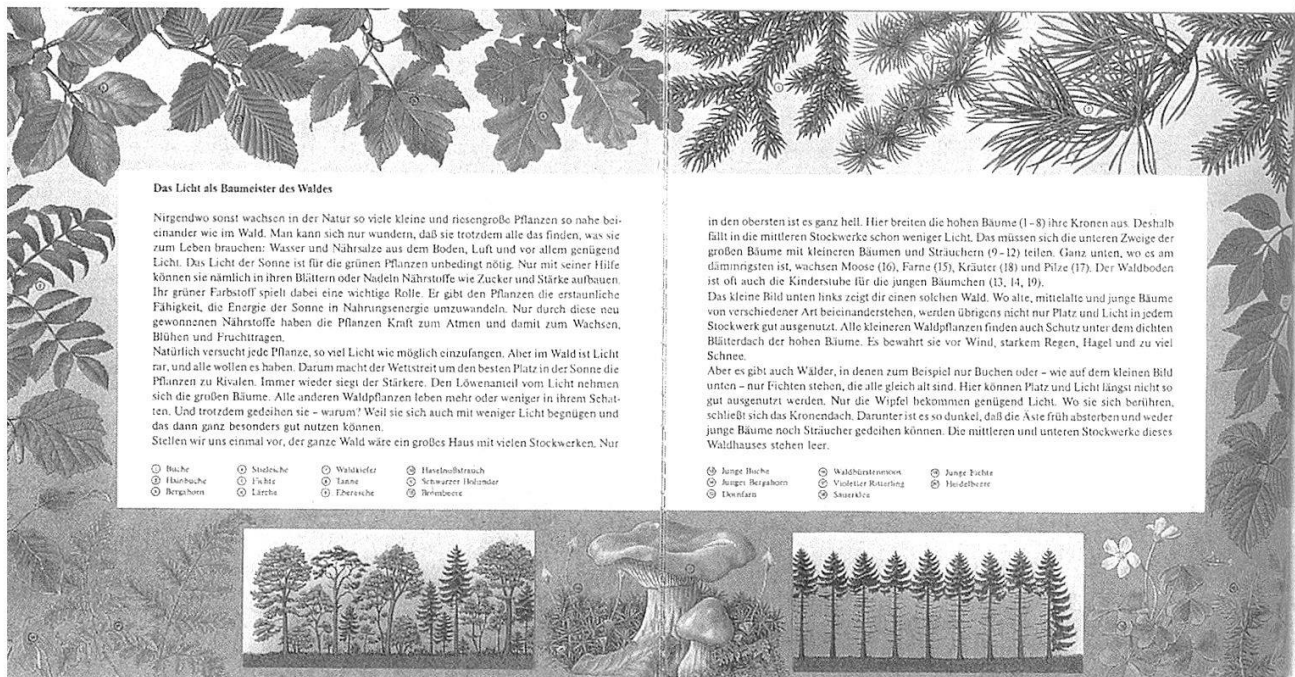 Das Licht als Baumeister des Waldes
Nirgendwo sonst wachsen in der Natur so viele kleine und riesengroße Pflanzen so nahe bei-
einander wie im Wald. Man kann sich nur wundern, daß sie trotzdem alle das finden, was sie
zum Leben brauchen: Wasser und Nährsalze aus dem Boden, Luft und vor allem genügend
Licht. Das Licht der Sonne ist für die grünen Pflanzen unbedingt nötig. Nur mit seiner Hilfe
können sie nämlich in ihren Blättern oder Nadeln Nährstoffe wie Zucker und Stärke aufbauen.
Ihr grüner Farbstoff spielt dabei eine wichtige Rolle. Er gibt den Pflanzen die erstaunliche
Fähigkeit, die Energie der Sonne in Nahrungsenergie umzuwandeln. Nur durch diese neu
gewonnenen Nährstoffe haben die Pflanzen Kraft zum Atmen und damit zum Wachsen,
Blühen und Fruchttragen.
Natürlich versucht jede Pflanze, so viel Licht wie möglich einzufangen. Aber im Wald ist Licht
rar, und alle wollen es haben. Darum macht der Wettstreit um den besten Platz in der Sonne die
Pflanzen zu Rivalen. Immer wieder siegt der Stärkere. Den Löwenanteil vom Licht nehmen
sich die großen Bäume. Alle anderen Waldpflanzen leben mehr oder weniger in ihrem Schat-
ten. Und trotzdem gedeihen sie – warum? Weil sie sich auch mit weniger Licht begnügen und
das dann ganz besonders gut nutzen können.
Stellen wir uns einmal vor, der ganze Wald wäre ein großes Haus mit vielen Stockwerken. Nur
① Buche ④ Stieleiche ⑦ Waldkiefer ⑩ Haselnußstrauch
② Hainbuche ⑤ Fichte ⑧ Tanne ⑪ Schwarzer Holunder
③ Bergahorn ⑥ Lärche ⑨ Eberesche ⑫ Brombeere
in den obersten ist es ganz hell. Hier breiten die hohen Bäume (1–8) ihre Kronen aus. Deshalb
fällt in die mittleren Stockwerke schon weniger Licht. Das müssen sich die unteren Zweige der
großen Bäume mit kleineren Bäumen und Sträuchern (9–12) teilen. Ganz unten, wo es am
dämmrigsten ist, wachsen Moose (16), Farne (15), Kräuter (18) und Pilze (17). Der Waldboden
ist oft auch die Kinderstube für die jungen Bäumchen (13, 14, 19).
Das kleine Bild unten links zeigt dir einen solchen Wald. Wo alte, mittelalte und junge Bäume
von verschiedener Art beieinanderstehen, werden übrigens nicht nur Platz und Licht in jedem
Stockwerk gut ausgenutzt. Alle kleineren Waldpflanzen finden auch Schutz unter dem dichten
Blätterdach der hohen Bäume. Es bewahrt sie vor Wind, starkem Regen, Hagel und zu viel
Schnee.
Aber es gibt auch Wälder, in denen zum Beispiel nur Buchen oder – wie auf dem kleinen Bild
unten – nur Fichten stehen, die alle gleich alt sind. Hier können Platz und Licht längst nicht so
gut ausgenutzt werden. Nur die Wipfel bekommen genügend Licht. Wo sie sich berühren,
schließt sich das Kronendach. Darunter ist es so dunkel, daß die Äste früh absterben und weder
junge Bäume noch Sträucher gedeihen können. Die mittleren und unteren Stockwerke dieses
Waldhauses stehen leer.
⑬ Junge Buche ⑯ Waldbürstenmoos ⑲ Junge Fichte
⑭ Junger Bergahorn ⑰ Violetter Ritterling ⑳ Heidelbeere
⑮ Dornfarn ⑱ Sauerklee